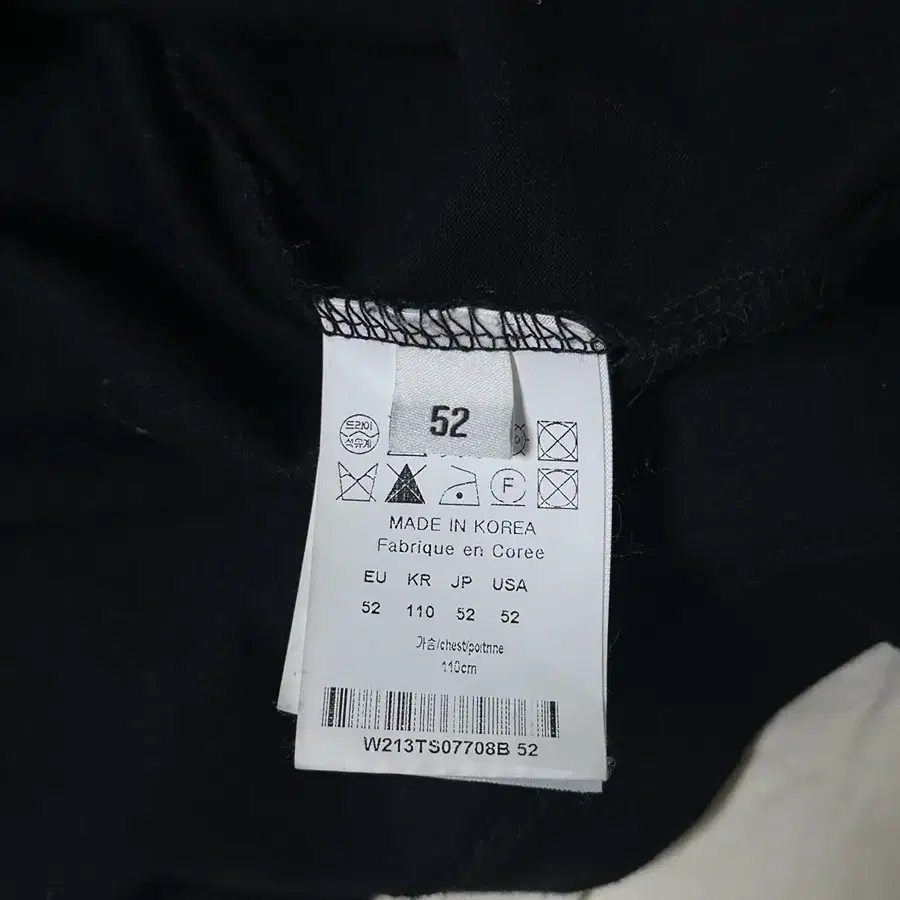 52
드라이
석유계
F
MADE IN KOREA
Fabrique en Coree
EU KR JP USA
52 110 52 52
가슴/chest/poitrine
110cm
W213TS07708B 52